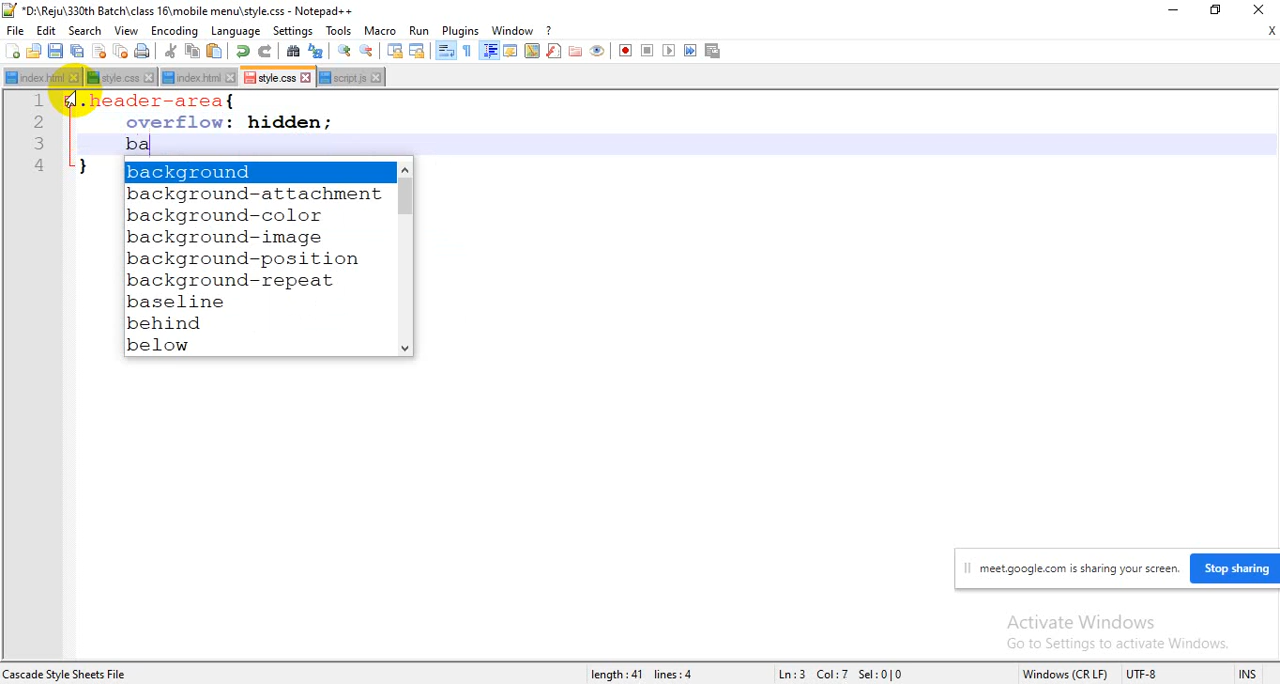 *D:\Reju\330th Batch\class 16\mobile menu\style.css - Notepad++
File Edit Search View Encoding Language Settings Tools Macro Run Plugins Window ? X
index.html style.css index.html style.css script.js
1 .header-area{
2 overflow: hidden;
3 ba
4 }
background
background-attachment
background-color
background-image
background-position
background-repeat
baseline
behind
below
meet.google.com is sharing your screen. Stop sharing
Activate Windows
Go to Settings to activate Windows.
Cascade Style Sheets File length : 41 lines : 4 Ln : 3 Col : 7 Sel : 0 | 0 Windows (CR LF) UTF-8 INS